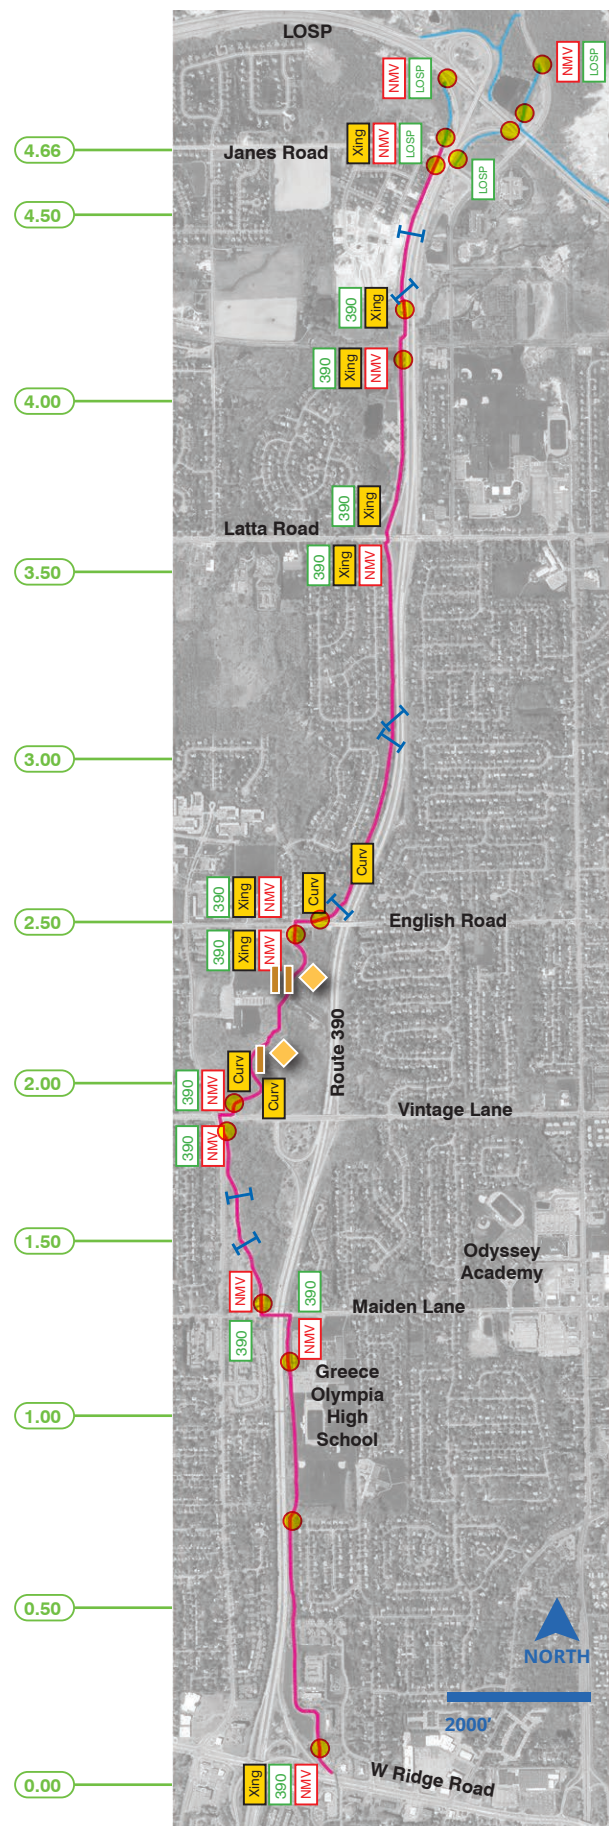 LOSP
NMV
LOSP
NMV
LOSP
4.66
Janes Road
Xing
NMV
LOSP
LOSP
4.50
390
Xing
390
Xing
NMV
4.00
390
Xing
Latta Road
390
Xing
NMV
3.50
3.00
Curv
Curv
390
Xing
NMV
2.50
English Road
390
Xing
NMV
Route 390
Curv
390
NMV
Curv
2.00
Vintage Lane
390
NMV
1.50
Odyssey
Academy
NMV
390
Maiden Lane
390
NMV
Greece
Olympia
High
School
1.00
0.50
NORTH
2000'
W Ridge Road
0.00
Xing
390
NMV